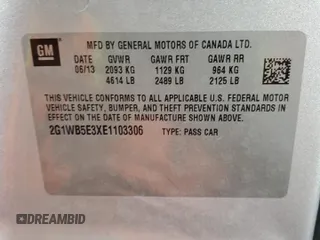 GM
MFD BY GENERAL MOTORS OF CANADA LTD.
DATE GVWR GAWR FRT GAWR RR
06/13 2093 KG 1129 KG 964 KG
4614 LB 2489 LB 2125 LB
THIS VEHICLE CONFORMS TO ALL APPLICABLE U.S. FEDERAL MOTOR
VEHICLE SAFETY, BUMPER, AND THEFT PREVENTION STANDARDS
IN EFFECT ON THE DATE OF MANUFACTURE SHOWN ABOVE.
2G1WB5E3XE1103306 TYPE: PASS CAR
DREAMBID